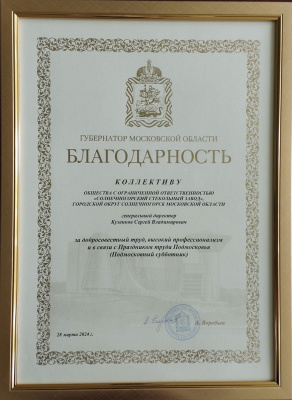 ГУБЕРНАТОР МОСКОВСКОЙ ОБЛАСТИ
БЛАГОДАРНОСТЬ
КОЛЛЕКТИВУ
ОБЩЕСТВА С ОГРАНИЧЕННОЙ ОТВЕТСТВЕННОСТЬЮ
«СОЛНЕЧНОГОРСКИЙ СТЕКОЛЬНЫЙ ЗАВОД»,
ГОРОДСКОЙ ОКРУГ СОЛНЕЧНОГОРСК МОСКОВСКОЙ ОБЛАСТИ
генеральный директор
Сергей Владимирович
за добросовестный труд, высокий профессионализм
и в связи с Праздником труда Подмосковья
(Подмосковный субботник)
А. Воробьев
28 марта 2024 г.